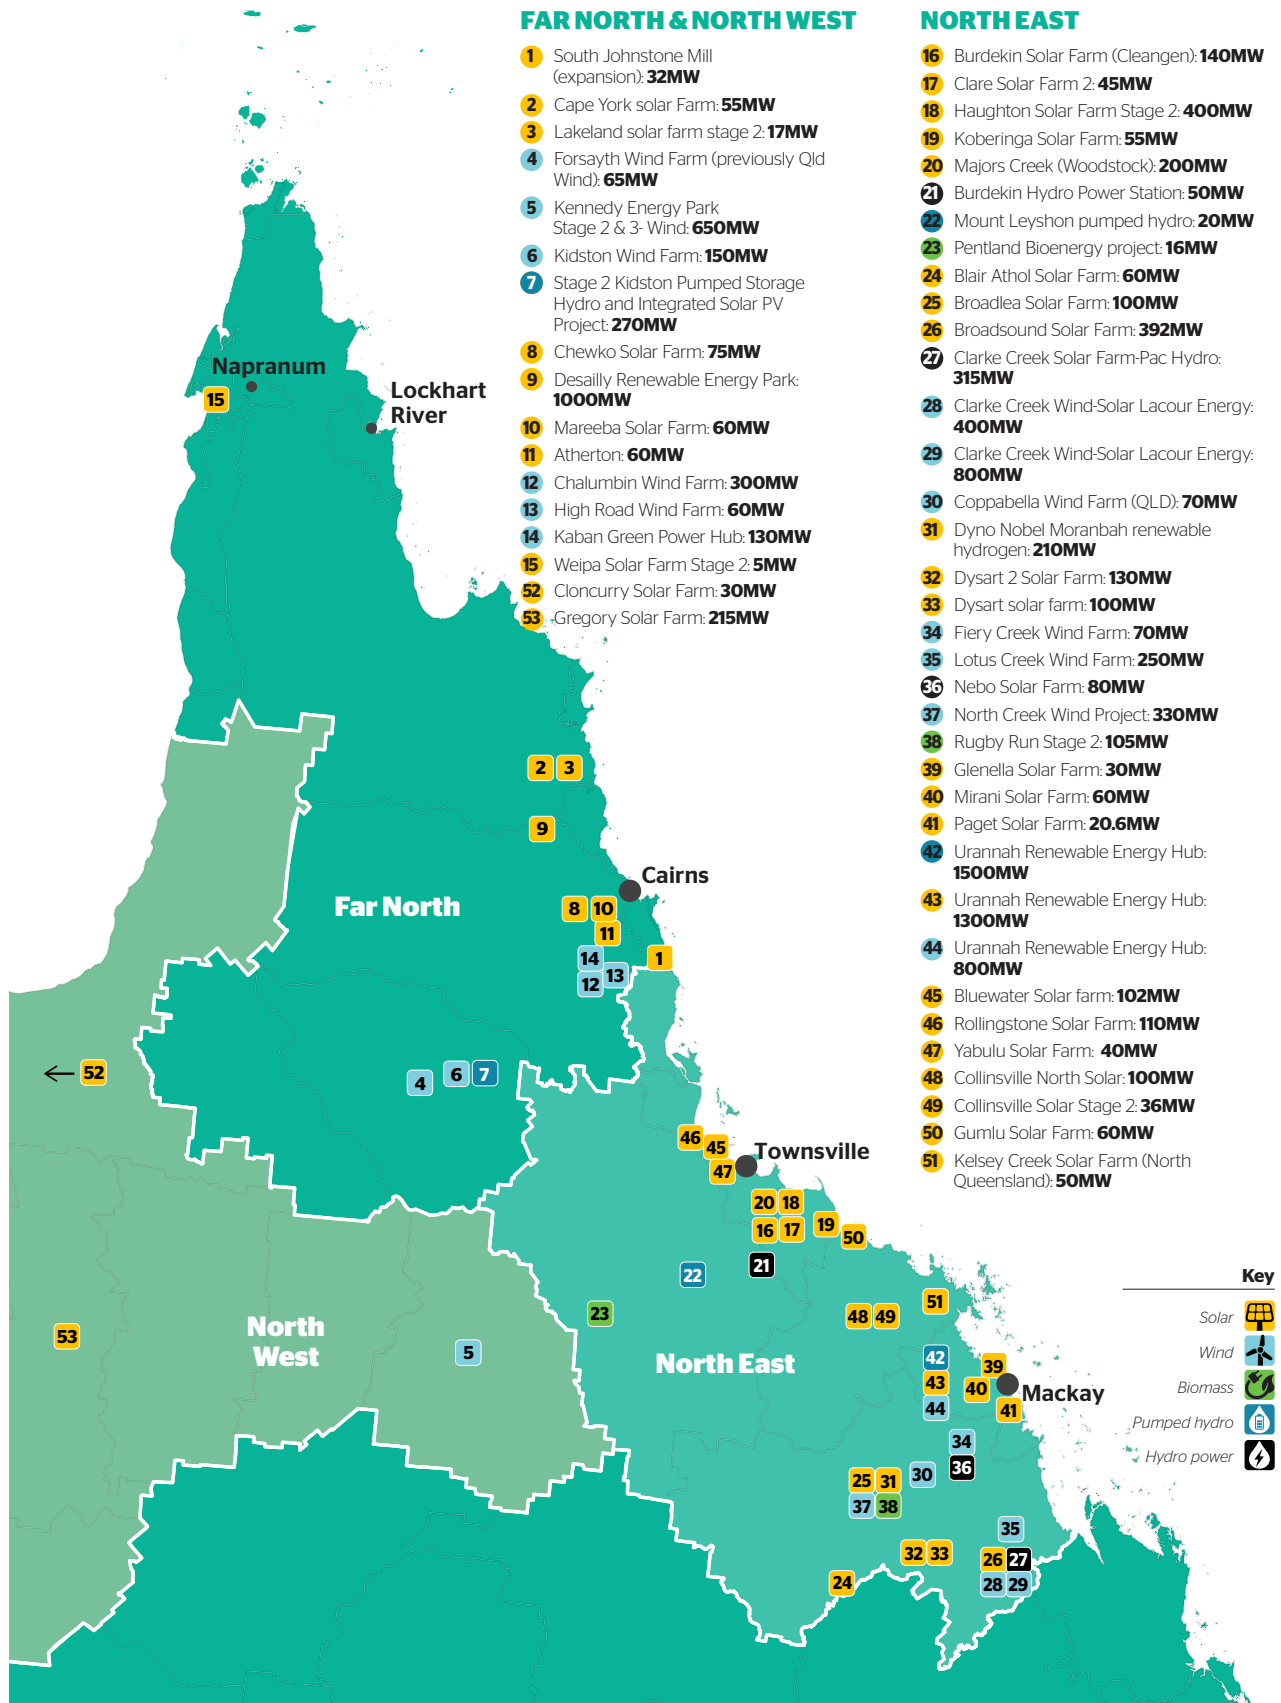 FAR NORTH & NORTH WEST
1 South Johnstone Mill
(expansion): 32MW
2 Cape York solar Farm: 55MW
3 Lakeland solar farm stage 2: 17MW
4 Forsayth Wind Farm (previously Qld
Wind): 65MW
5 Kennedy Energy Park
Stage 2 & 3- Wind: 650MW
6 Kidston Wind Farm: 150MW
7 Stage 2 Kidston Pumped Storage
Hydro and Integrated Solar PV
Project: 270MW
8 Chewko Solar Farm: 75MW
9 Desailly Renewable Energy Park:
1000MW
10 Mareeba Solar Farm: 60MW
11 Atherton: 60MW
12 Chalumbin Wind Farm: 300MW
13 High Road Wind Farm: 60MW
14 Kaban Green Power Hub: 130MW
15 Weipa Solar Farm Stage 2: 5MW
52 Cloncurry Solar Farm: 30MW
53 Gregory Solar Farm: 215MW
NORTH EAST
16 Burdekin Solar Farm (Cleangen): 140MW
17 Clare Solar Farm 2: 45MW
18 Haughton Solar Farm Stage 2: 400MW
19 Koberinga Solar Farm: 55MW
20 Majors Creek (Woodstock): 200MW
21 Burdekin Hydro Power Station: 50MW
22 Mount Leyshon pumped hydro: 20MW
23 Pentland Bioenergy project: 16MW
24 Blair Athol Solar Farm: 60MW
25 Broadlea Solar Farm: 100MW
26 Broadsound Solar Farm: 392MW
27 Clarke Creek Solar Farm-Pac Hydro:
315MW
28 Clarke Creek Wind-Solar Lacour Energy:
400MW
29 Clarke Creek Wind-Solar Lacour Energy:
800MW
30 Coppabella Wind Farm (QLD): 70MW
31 Dyno Nobel Moranbah renewable
hydrogen: 210MW
32 Dysart 2 Solar Farm: 130MW
33 Dysart solar farm: 100MW
34 Fiery Creek Wind Farm: 70MW
35 Lotus Creek Wind Farm: 250MW
36 Nebo Solar Farm: 80MW
37 North Creek Wind Project: 330MW
38 Rugby Run Stage 2: 105MW
39 Glenella Solar Farm: 30MW
40 Mirani Solar Farm: 60MW
41 Paget Solar Farm: 20.6MW
42 Urannah Renewable Energy Hub:
1500MW
43 Urannah Renewable Energy Hub:
1300MW
44 Urannah Renewable Energy Hub:
800MW
45 Bluewater Solar farm: 102MW
46 Rollingstone Solar Farm: 110MW
47 Yabulu Solar Farm: 40MW
48 Collinsville North Solar: 100MW
49 Collinsville Solar Stage 2: 36MW
50 Gumlu Solar Farm: 60MW
51 Kelsey Creek Solar Farm (North
Queensland): 50MW
Napranum
15
Lockhart
River
2 3
9
Cairns
Far North
8 10
11
14
1
13
12
52
4 6 7
46
45
Townsville
47
20 18
16 17
19
50
21
22
23
51
48 49
53
North
West
5
North East
42
39
43
40
Mackay
44
41
34
36
30
25 31
37 38
35
32 33
26 27
24
28 29
Key
Solar
Wind
Biomass
Pumped hydro
Hydro power